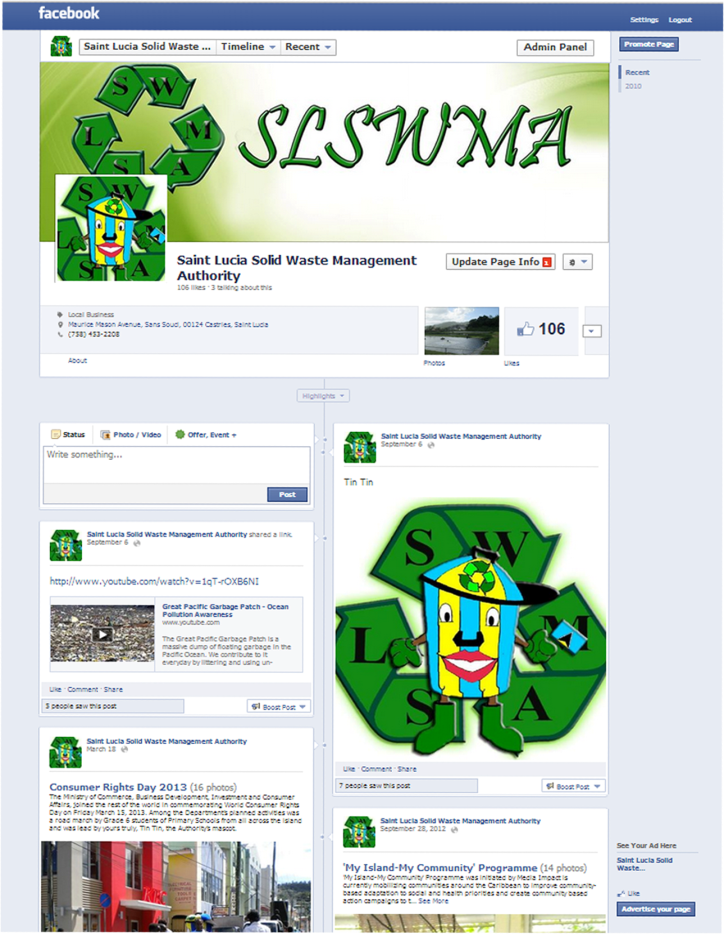 facebook
Settings Logout
Saint Lucia Solid Waste ... Timeline Recent
Admin Panel
Promote Page
Recent
2010
S W
L M
S A
SLSWMA
S W
L M
S A
Saint Lucia Solid Waste Management
Authority
106 likes · 3 talking about this
Update Page Info 1
Local Business
Maurice Mason Avenue, Sans Souci, 00124 Castries, Saint Lucia
(758) 453-2208
About
Photos
106
Likes
Highlights
Status Photo / Video Offer, Event +
Write something...
Post
Saint Lucia Solid Waste Management Authority shared a link.
September 6
http://www.youtube.com/watch?v=1qT-rOXB6NI
Great Pacific Garbage Patch - Ocean
Pollution Awareness
www.youtube.com
The Great Pacific Garbage Patch is a
massive dump of floating garbage in the
Pacific Ocean. We contribute to it
everyday by littering and using un-
Like · Comment · Share
5 people saw this post
Boost Post
Saint Lucia Solid Waste Management Authority
March 18
Consumer Rights Day 2013 (16 photos)
The Ministry of Commerce, Business Development, Investment and Consumer
Affairs, joined the rest of the world in commemorating World Consumer Rights
Day on Friday March 15, 2013. Among the Departments planned activities was
a road march by Grade 6 students of Primary Schools from all across the island
and was lead by yours truly, Tin Tin, the Authority's mascot.
Saint Lucia Solid Waste Management Authority
September 6
Tin Tin
S W
L M
S A
Like · Comment · Share
7 people saw this post
Boost Post
Saint Lucia Solid Waste Management Authority
September 28, 2012
'My Island-My Community' Programme (14 photos)
'My Island-My Community' Programme was initiated by Media Impact is
currently mobilizing communities around the Caribbean to improve community-
based adaptation to social and health priorities and create community based
action campaigns to t... See More
See Your Ad Here
Saint Lucia Solid
Waste...
Like
Advertise your page